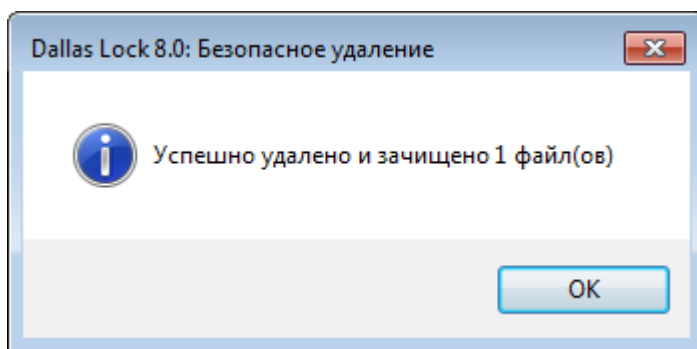 Dallas Lock 8.0: Безопасное удаление
Успешно удалено и зачищено 1 файл(ов)
OK